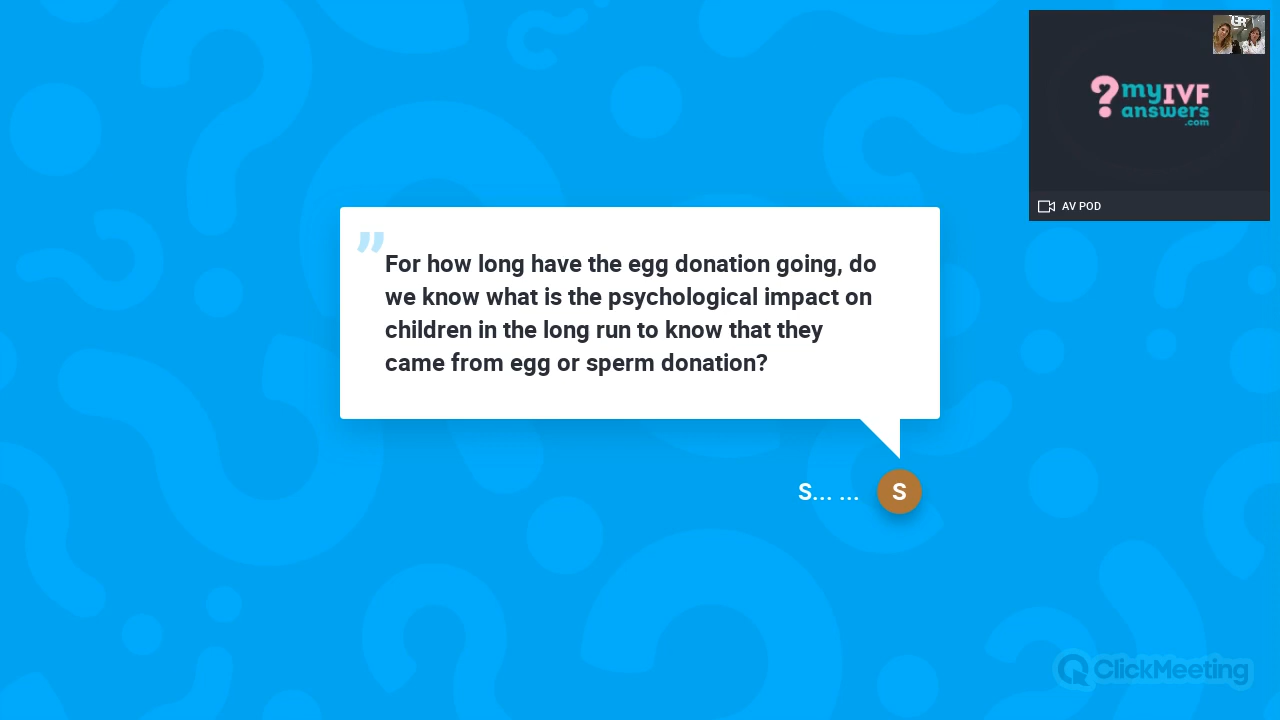 ?myIVF
answers
.com
AV POD
”
For how long have the egg donation going, do
we know what is the psychological impact on
children in the long run to know that they
came from egg or sperm donation?
S... ...
S
ClickMeeting